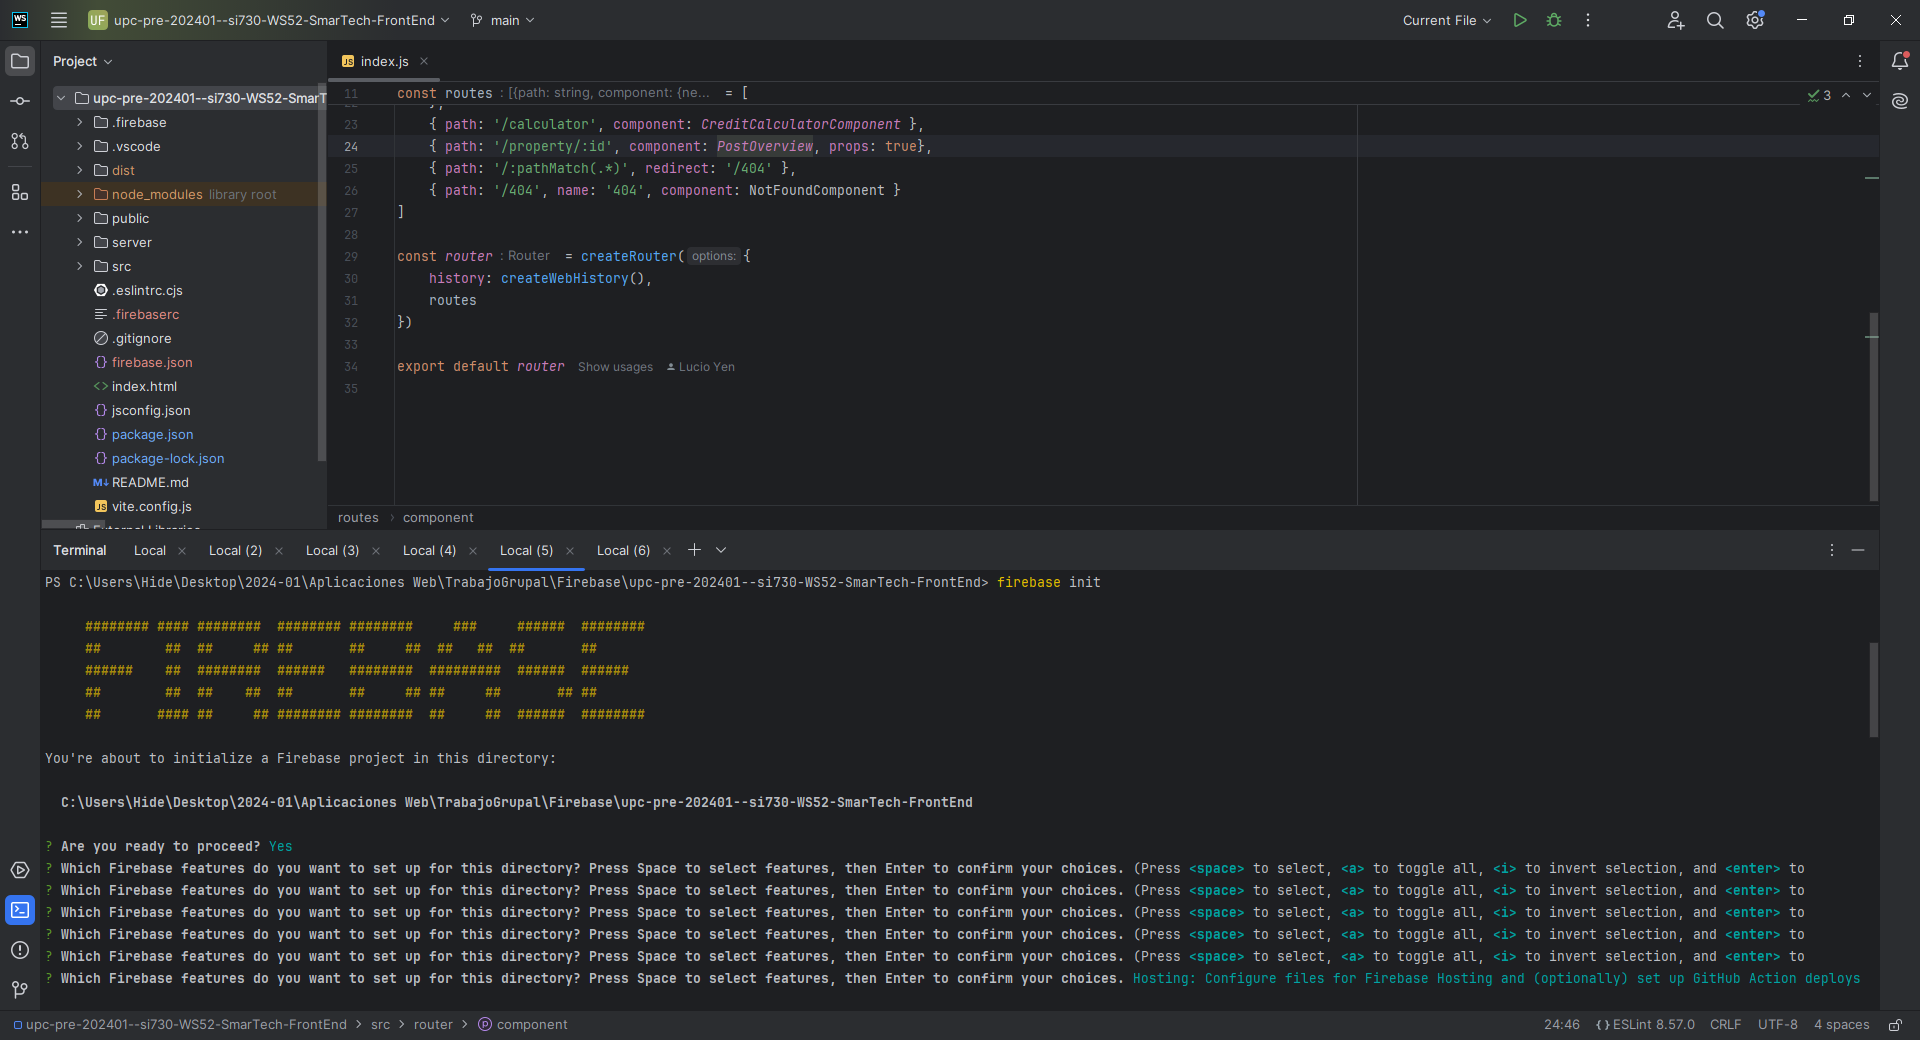 WS
UF upc-pre-202401--si730-WS52-SmarTech-FrontEnd main Current File
Project
index.js
upc-pre-202401--si730-WS52-SmarT
.firebase
.vscode
dist
node_modules library root
public
server
src
.eslintrc.cjs
.firebaserc
.gitignore
firebase.json
index.html
jsconfig.json
package.json
package-lock.json
README.md
vite.config.js
External Libraries
11 const routes : [{path: string, component: {ne... = [
3
22 },
23 { path: '/calculator', component: CreditCalculatorComponent },
24 { path: '/property/:id', component: PostOverview, props: true},
25 { path: '/:pathMatch(.*)', redirect: '/404' },
26 { path: '/404', name: '404', component: NotFoundComponent }
27 ]
28
29 const router : Router = createRouter( options: {
30 history: createWebHistory(),
31 routes
32 })
33
34 export default router Show usages Lucio Yen
35
routes › component
Terminal Local Local (2) Local (3) Local (4) Local (5) Local (6)
PS C:\Users\Hide\Desktop\2024-01\Aplicaciones Web\TrabajoGrupal\Firebase\upc-pre-202401--si730-WS52-SmarTech-FrontEnd> firebase init
######## #### ########  ######## ########     ###     ######  ########
##        ##  ##     ## ##       ##     ##  ##   ##  ##       ##
######    ##  ########  ######   ########  #########  ######  ######
##        ##  ##    ##  ##       ##     ## ##     ##       ## ##
##       #### ##     ## ######## ########  ##     ##  ######  ########
You're about to initialize a Firebase project in this directory:
C:\Users\Hide\Desktop\2024-01\Aplicaciones Web\TrabajoGrupal\Firebase\upc-pre-202401--si730-WS52-SmarTech-FrontEnd
? Are you ready to proceed? Yes
? Which Firebase features do you want to set up for this directory? Press Space to select features, then Enter to confirm your choices. (Press <space> to select, <a> to toggle all, <i> to invert selection, and <enter> to
? Which Firebase features do you want to set up for this directory? Press Space to select features, then Enter to confirm your choices. (Press <space> to select, <a> to toggle all, <i> to invert selection, and <enter> to
? Which Firebase features do you want to set up for this directory? Press Space to select features, then Enter to confirm your choices. (Press <space> to select, <a> to toggle all, <i> to invert selection, and <enter> to
? Which Firebase features do you want to set up for this directory? Press Space to select features, then Enter to confirm your choices. (Press <space> to select, <a> to toggle all, <i> to invert selection, and <enter> to
? Which Firebase features do you want to set up for this directory? Press Space to select features, then Enter to confirm your choices. (Press <space> to select, <a> to toggle all, <i> to invert selection, and <enter> to
? Which Firebase features do you want to set up for this directory? Press Space to select features, then Enter to confirm your choices. Hosting: Configure files for Firebase Hosting and (optionally) set up GitHub Action deploys
upc-pre-202401--si730-WS52-SmarTech-FrontEnd › src › router › component 24:46 ESLint 8.57.0 CRLF UTF-8 4 spaces